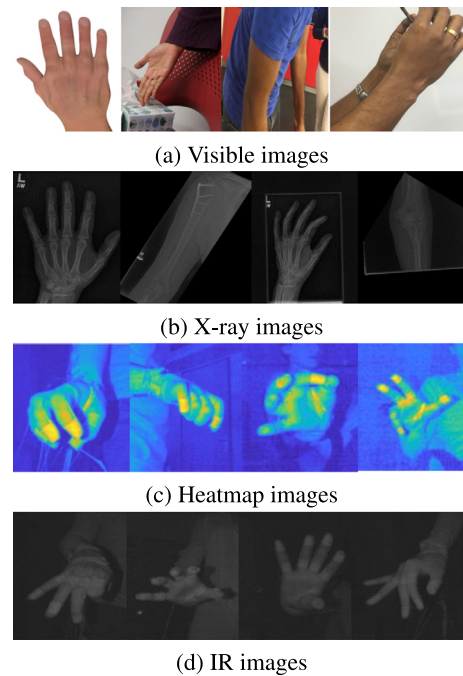 (a) Visible images
L
(b) X-ray images
(c) Heatmap images
(d) IR images